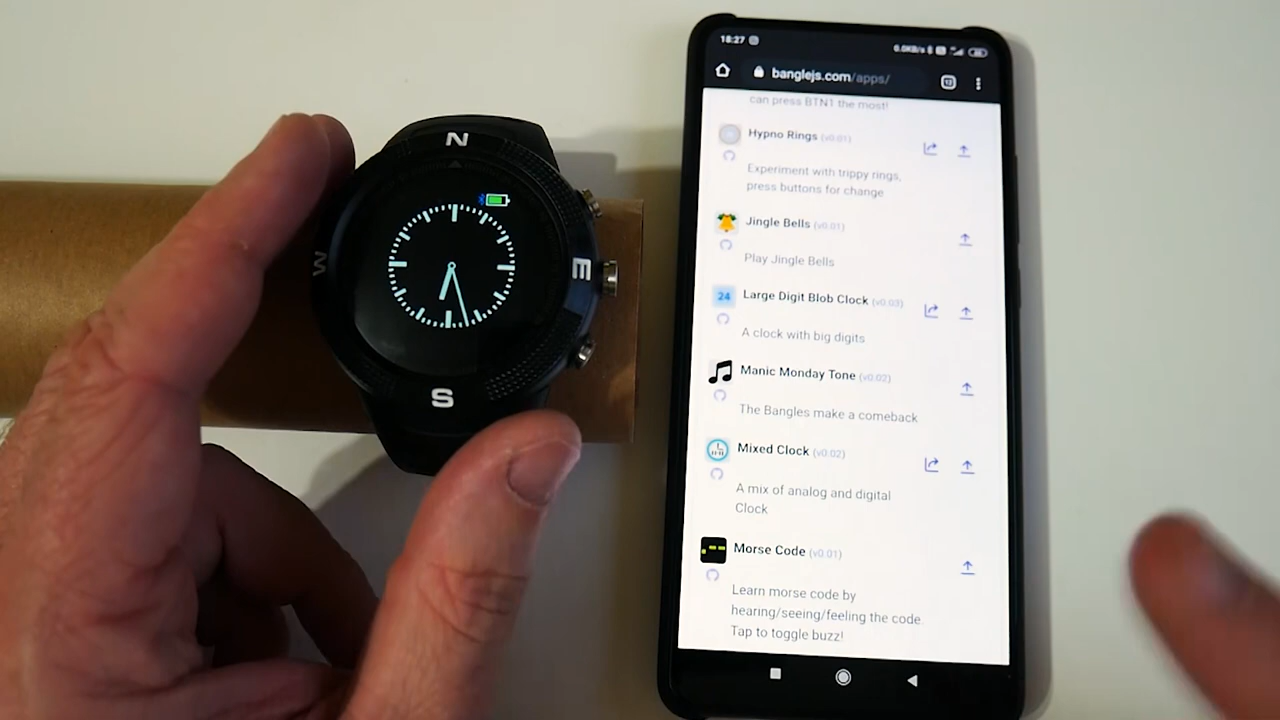 N
W
E
S
18:27
0.0KB/s
banglejs.com/apps/
12
can press BTN1 the most!
Hypno Rings (v0.01)
Experiment with trippy rings,
press buttons for change
Jingle Bells (v0.01)
Play Jingle Bells
24
Large Digit Blob Clock (v0.03)
A clock with big digits
Manic Monday Tone (v0.02)
The Bangles make a comeback
Mixed Clock (v0.02)
A mix of analog and digital
Clock
Morse Code (v0.01)
Learn morse code by
hearing/seeing/feeling the code.
Tap to toggle buzz!